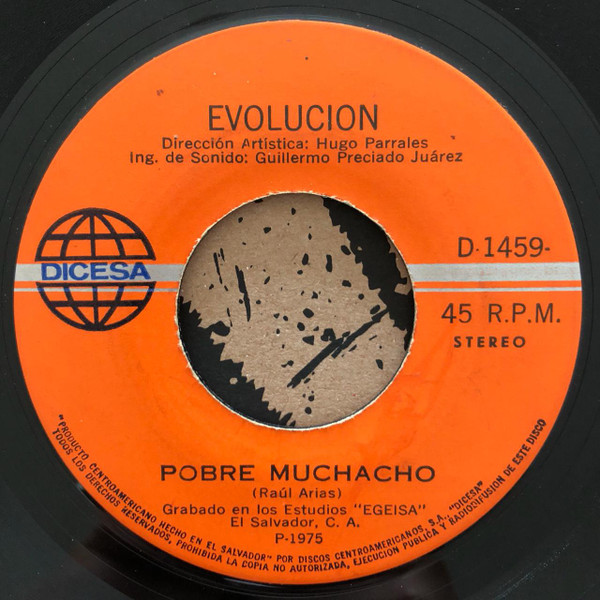 EVOLUCION
Dirección Artistica: Hugo Parrales
Ing. de Sonido: Guillermo Preciado Juárez
DICESA
D-1459-
45 R.P.M.
STEREO
POBRE MUCHACHO
(Raúl Arias)
Grabado en los Estudios "EGEISA"
El Salvador, C. A.
P-1975
"PRODUCTO CENTROAMERICANO HECHO EN EL SALVADOR" POR DISCOS CENTROAMERICANOS, S.A. "DICESA"
TODOS LOS DERECHOS RESERVADOS, PROHIBIDA LA COPIA NO AUTORIZADA, EJECUCION PUBLICA Y RADIODIFUSION DE ESTE DISCO